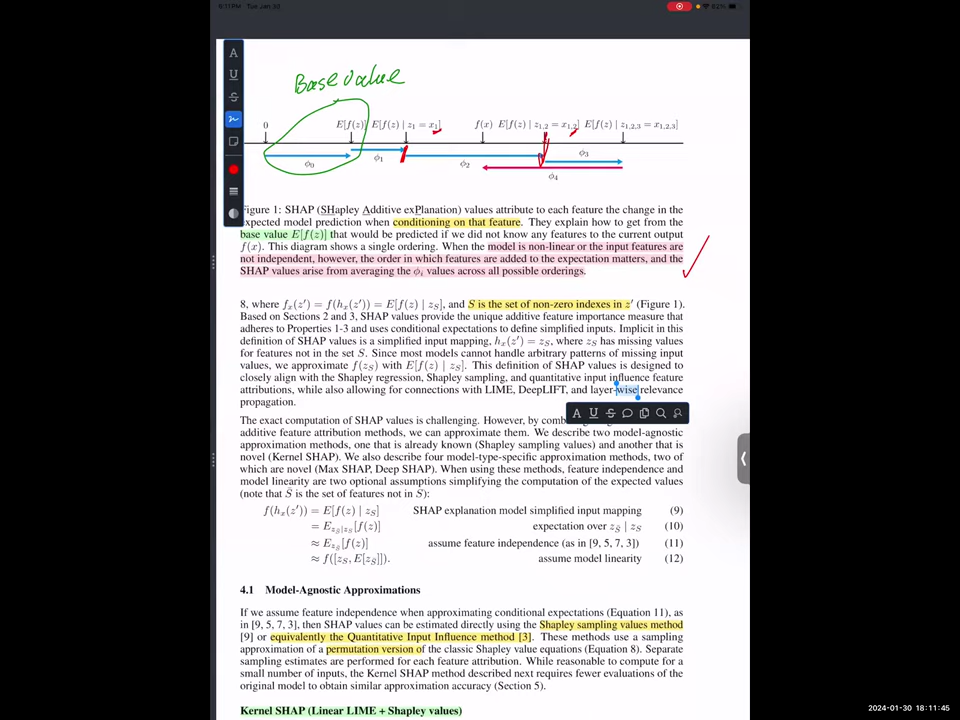 6:11 PM Tue Jan 30
82%
Base value
0 E[f(z)] E[f(z) | z₁ = x₁] f(x) E[f(z) | z₁,₂ = x₁,₂] E[f(z) | z₁,₂,₃ = x₁,₂,₃]
ϕ₀ ϕ₁ ϕ₂ ϕ₃
ϕ₄
A
U
S
Figure 1: SHAP (SHapley Additive exPlanation) values attribute to each feature the change in the
expected model prediction when conditioning on that feature. They explain how to get from the
base value E[f(z)] that would be predicted if we did not know any features to the current output
f(x). This diagram shows a single ordering. When the model is non-linear or the input features are
not independent, however, the order in which features are added to the expectation matters, and the
SHAP values arise from averaging the ϕᵢ values across all possible orderings.
8, where fₓ(z′) = f(hₓ(z′)) = E[f(z) | z_S], and S is the set of non-zero indexes in z′ (Figure 1).
Based on Sections 2 and 3, SHAP values provide the unique additive feature importance measure that
adheres to Properties 1-3 and uses conditional expectations to define simplified inputs. Implicit in this
definition of SHAP values is a simplified input mapping, hₓ(z′) = z_S, where z_S has missing values
for features not in the set S. Since most models cannot handle arbitrary patterns of missing input
values, we approximate f(z_S) with E[f(z) | z_S]. This definition of SHAP values is designed to
closely align with the Shapley regression, Shapley sampling, and quantitative input influence feature
attributions, while also allowing for connections with LIME, DeepLIFT, and layer-wise relevance
propagation.
A U S
The exact computation of SHAP values is challenging. However, by comb
additive feature attribution methods, we can approximate them. We describe two model-agnostic
approximation methods, one that is already known (Shapley sampling values) and another that is
novel (Kernel SHAP). We also describe four model-type-specific approximation methods, two of
which are novel (Max SHAP, Deep SHAP). When using these methods, feature independence and
model linearity are two optional assumptions simplifying the computation of the expected values
(note that S̄ is the set of features not in S):
f(hₓ(z′)) = E[f(z) | z_S] SHAP explanation model simplified input mapping (9)
= E_{z_S̄|z_S}[f(z)] expectation over z_S̄ | z_S (10)
≈ E_{z_S̄}[f(z)] assume feature independence (as in [9, 5, 7, 3]) (11)
≈ f([z_S, E[z_S̄]]). assume model linearity (12)
4.1 Model-Agnostic Approximations
If we assume feature independence when approximating conditional expectations (Equation 11), as
in [9, 5, 7, 3], then SHAP values can be estimated directly using the Shapley sampling values method
[9] or equivalently the Quantitative Input Influence method [3]. These methods use a sampling
approximation of a permutation version of the classic Shapley value equations (Equation 8). Separate
sampling estimates are performed for each feature attribution. While reasonable to compute for a
small number of inputs, the Kernel SHAP method described next requires fewer evaluations of the
original model to obtain similar approximation accuracy (Section 5).
Kernel SHAP (Linear LIME + Shapley values)
2024-01-30 18:11:45